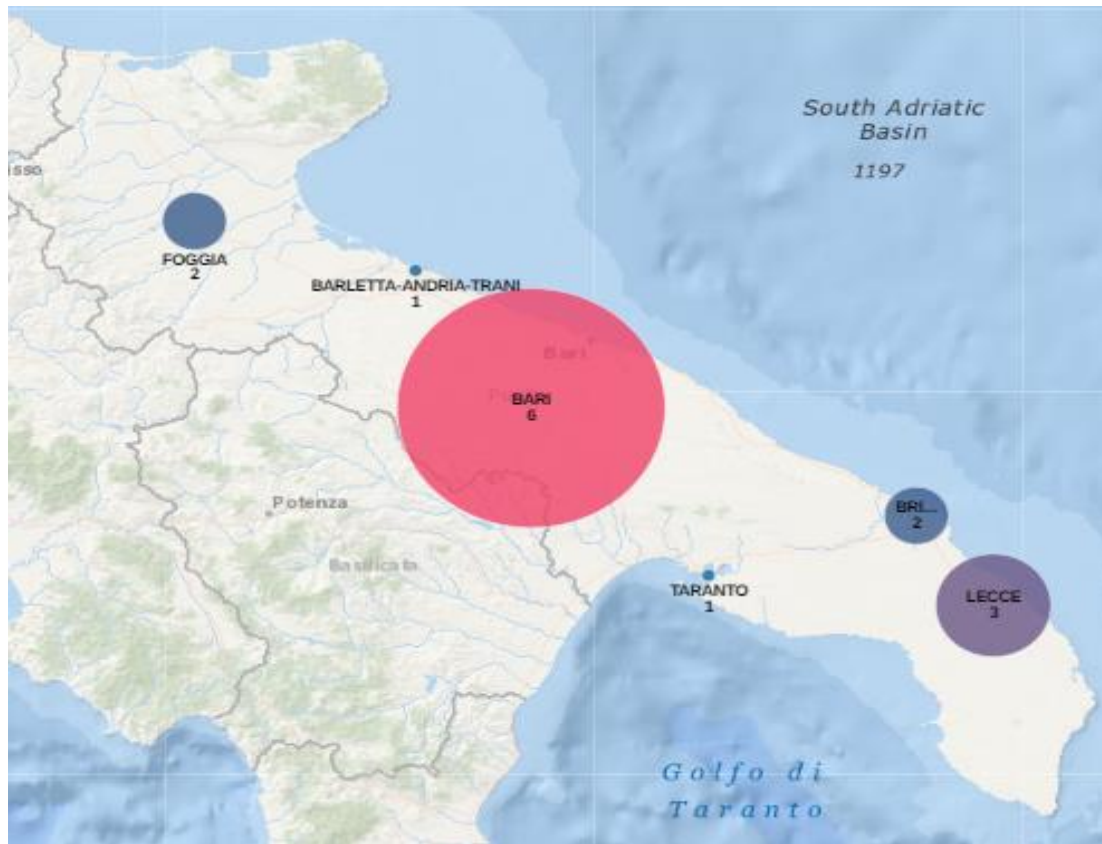 South Adriatic
Basin
1197
sso
FOGGIA
2
BARLETTA-ANDRIA-TRANI
1
Bari
BARI
6
Potenza
BRI...
2
Basilicata
TARANTO
1
LECCE
3
Golfo di
Taranto